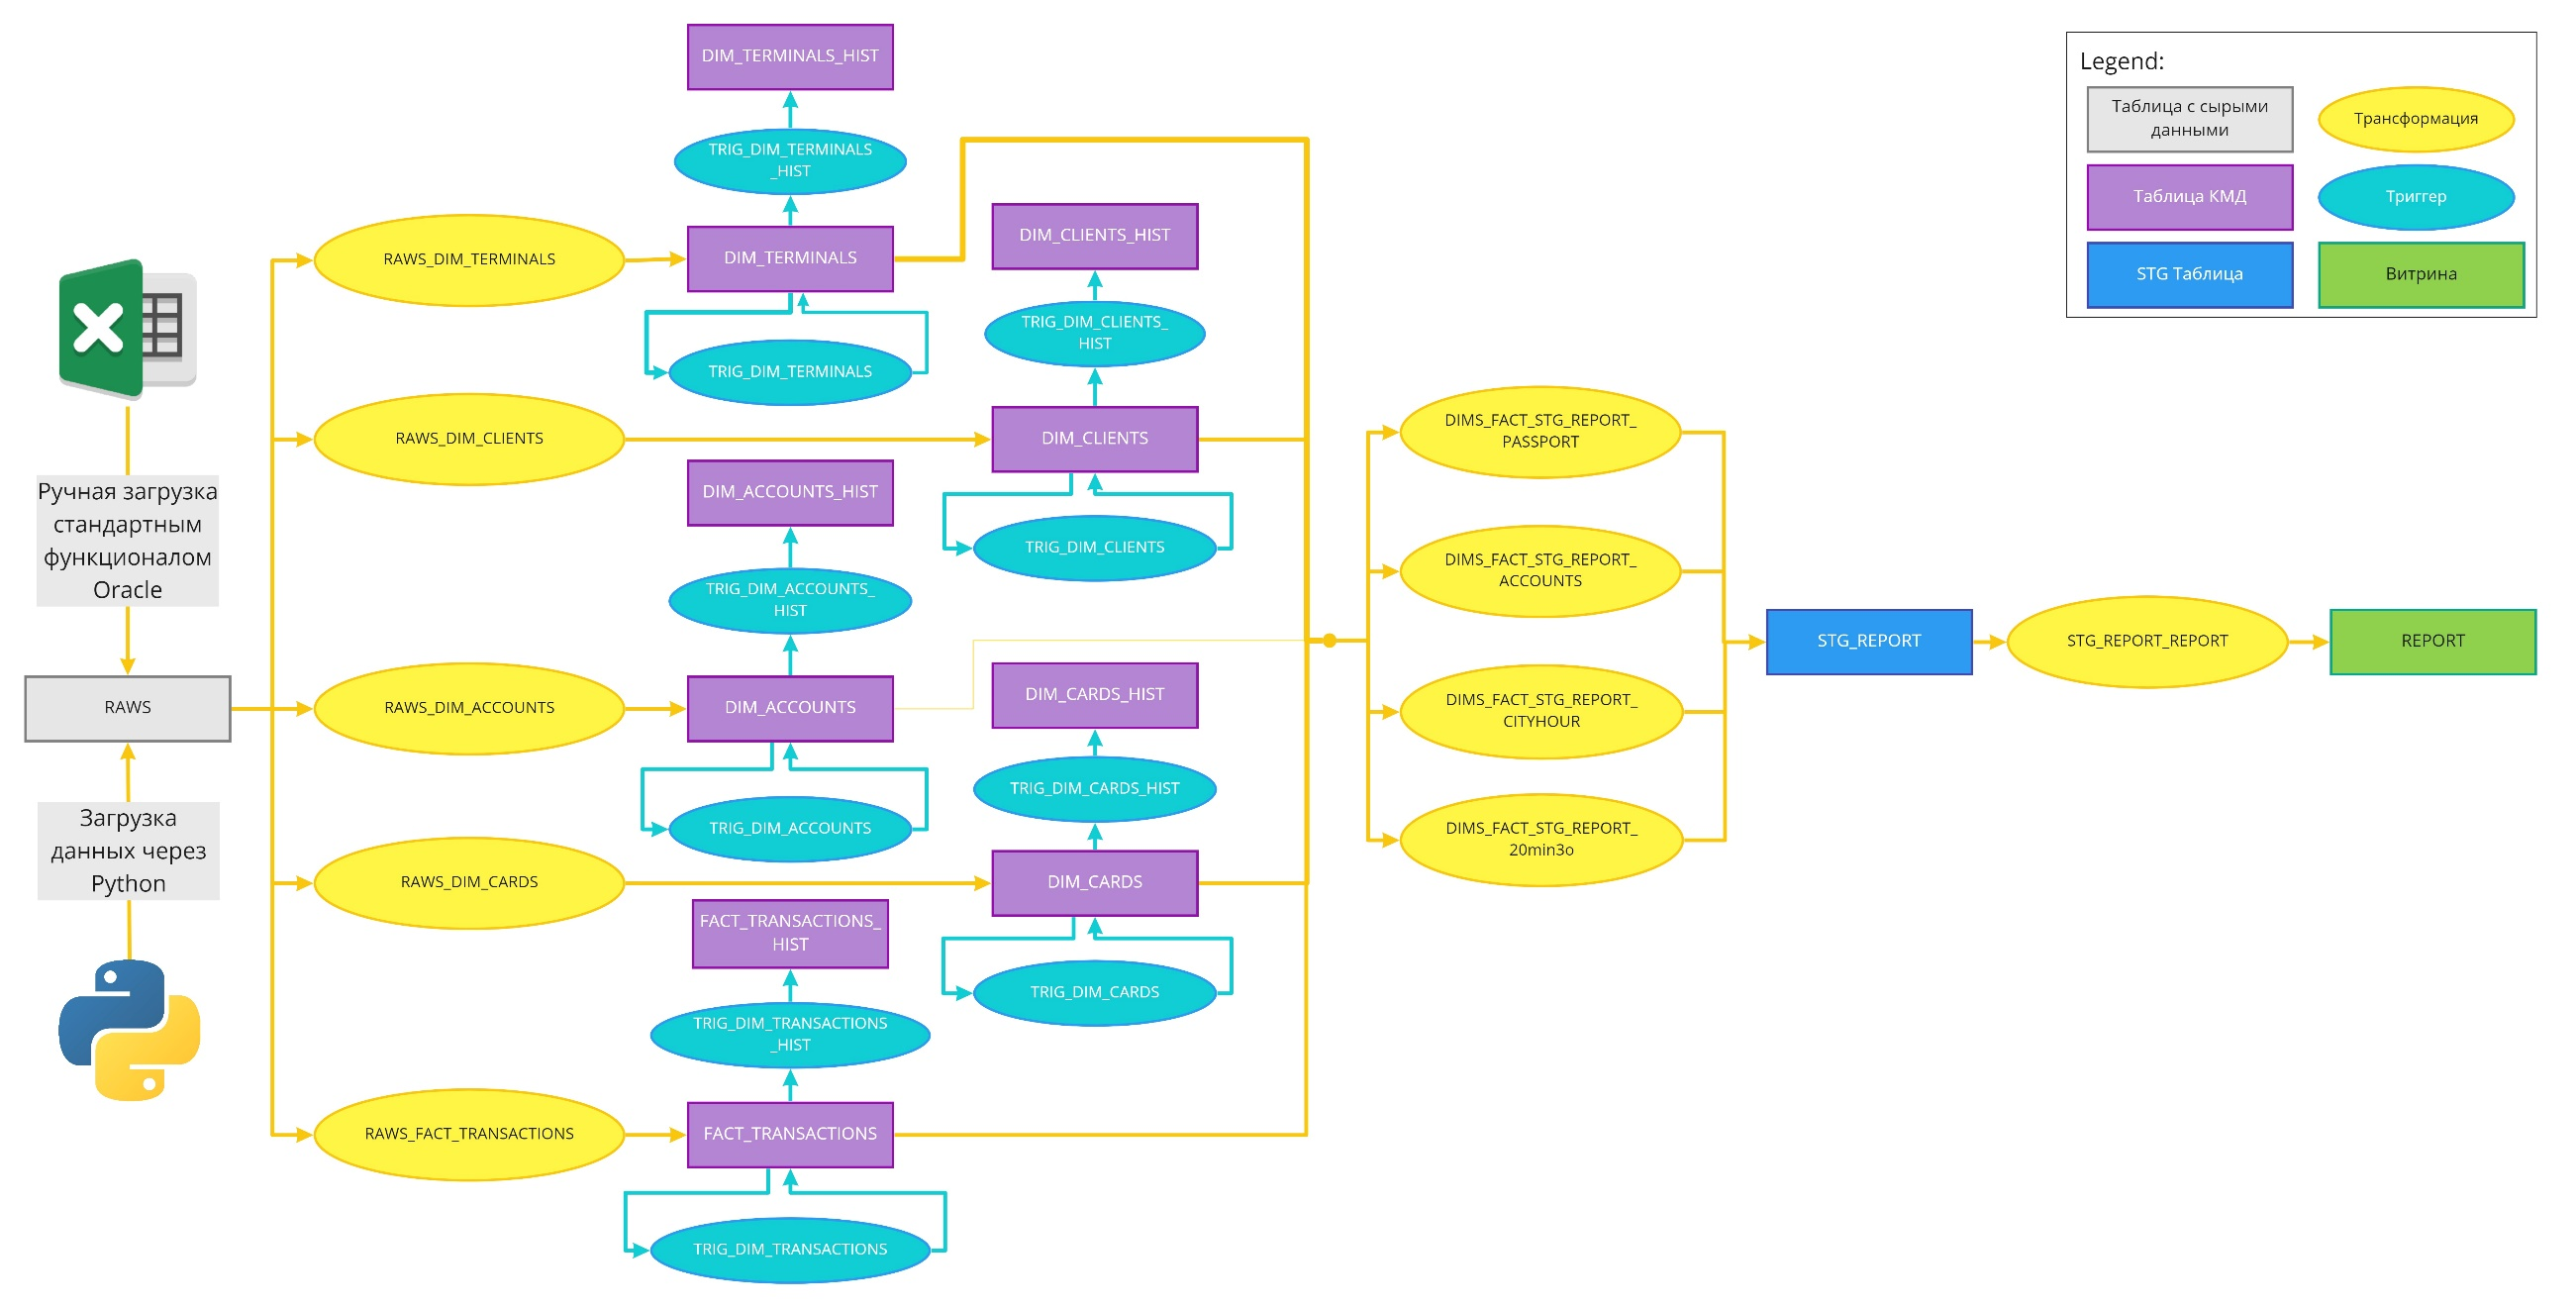 DIM_TERMINALS_HIST
TRIG_DIM_TERMINALS
_HIST
RAWS_DIM_TERMINALS
DIM_TERMINALS
TRIG_DIM_TERMINALS
DIM_CLIENTS_HIST
TRIG_DIM_CLIENTS_
HIST
RAWS_DIM_CLIENTS
DIM_CLIENTS
TRIG_DIM_CLIENTS
DIM_ACCOUNTS_HIST
TRIG_DIM_ACCOUNTS_
HIST
Ручная загрузка
стандартным
функционалом
Oracle
RAWS
RAWS_DIM_ACCOUNTS
DIM_ACCOUNTS
TRIG_DIM_ACCOUNTS
DIM_CARDS_HIST
TRIG_DIM_CARDS_HIST
Загрузка
данных через
Python
RAWS_DIM_CARDS
DIM_CARDS
TRIG_DIM_CARDS
FACT_TRANSACTIONS_
HIST
TRIG_DIM_TRANSACTIONS
_HIST
RAWS_FACT_TRANSACTIONS
FACT_TRANSACTIONS
TRIG_DIM_TRANSACTIONS
DIMS_FACT_STG_REPORT_
PASSPORT
DIMS_FACT_STG_REPORT_
ACCOUNTS
DIMS_FACT_STG_REPORT_
CITYHOUR
DIMS_FACT_STG_REPORT_
20min3o
STG_REPORT
STG_REPORT_REPORT
REPORT
Legend:
Таблица с сырыми
данными
Трансформация
Таблица КМД
Триггер
STG Таблица
Витрина